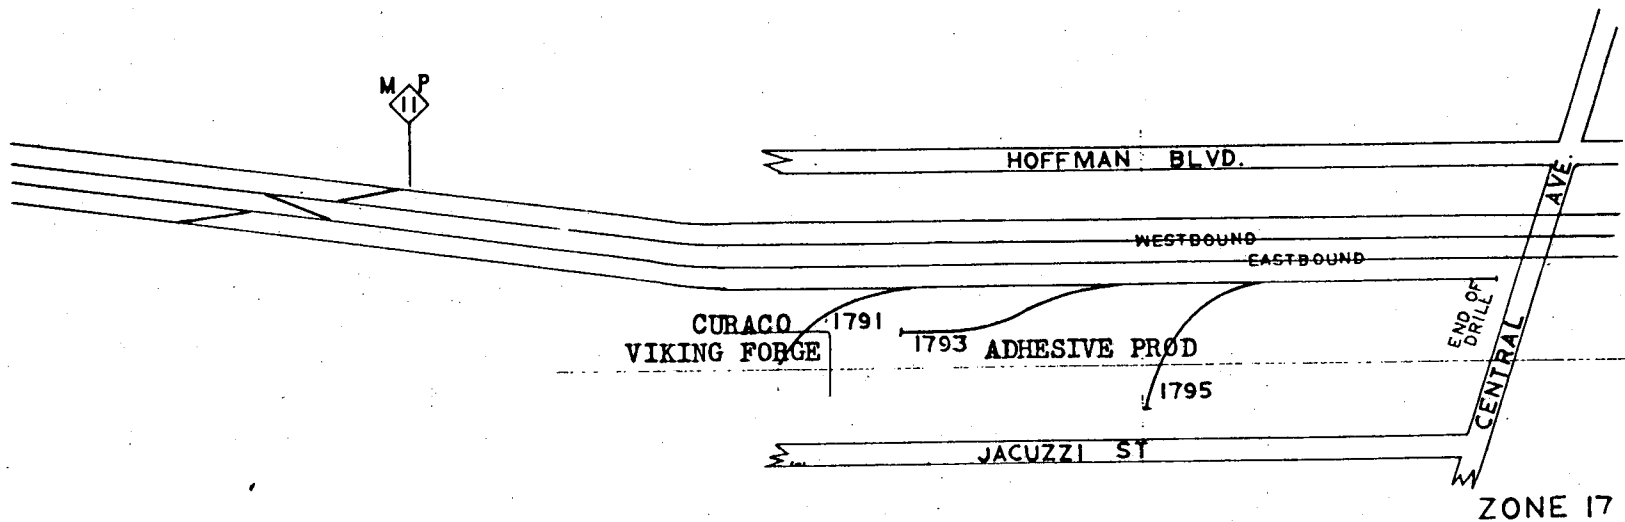 M P
11
HOFFMAN BLVD.
AVE.
WESTBOUND
EASTBOUND
END OF
DRILL
CURACO
1791
VIKING FORGE
1793
ADHESIVE PROD
1795
CENTRAL
JACUZZI ST
ZONE 17